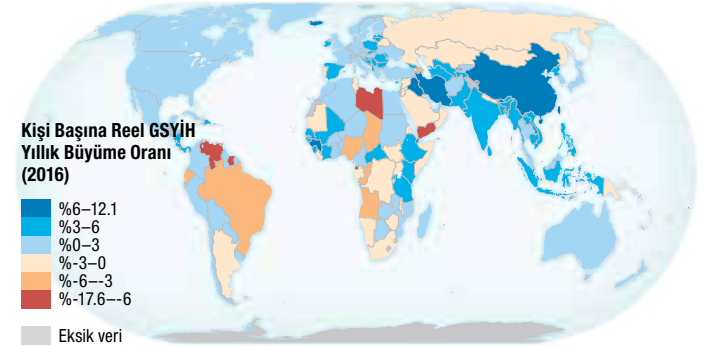 Kişi Başına Reel GSYİH
Yıllık Büyüme Oranı
(2016)
%6–12.1
%3–6
%0–3
%-3–0
%-6–-3
%-17.6–-6
Eksik veri